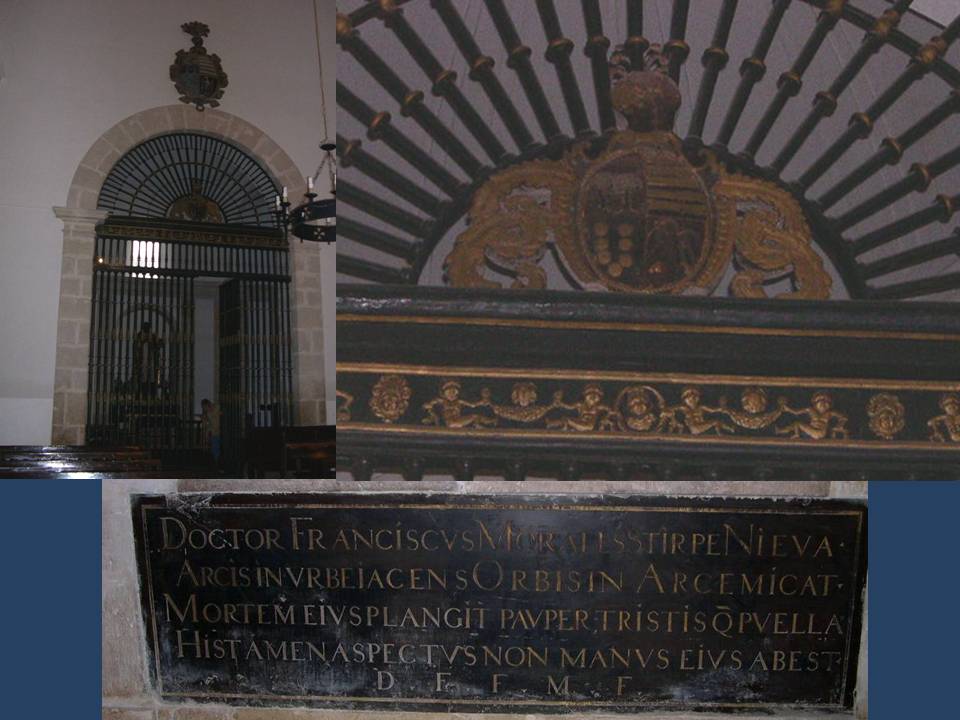 DOCTOR FRANCISCVS MORALES STIRPE NIEVA·
ARCIS IN VRBE IACENS ORBIS IN ARCE MICAT·
MORTEM EIVS PLANGIT PAVPER, TRISTISQ̄ PVELLA
HIS TAMEN ASPECTVS NON MANVS EIVS ABEST·
D F F M F